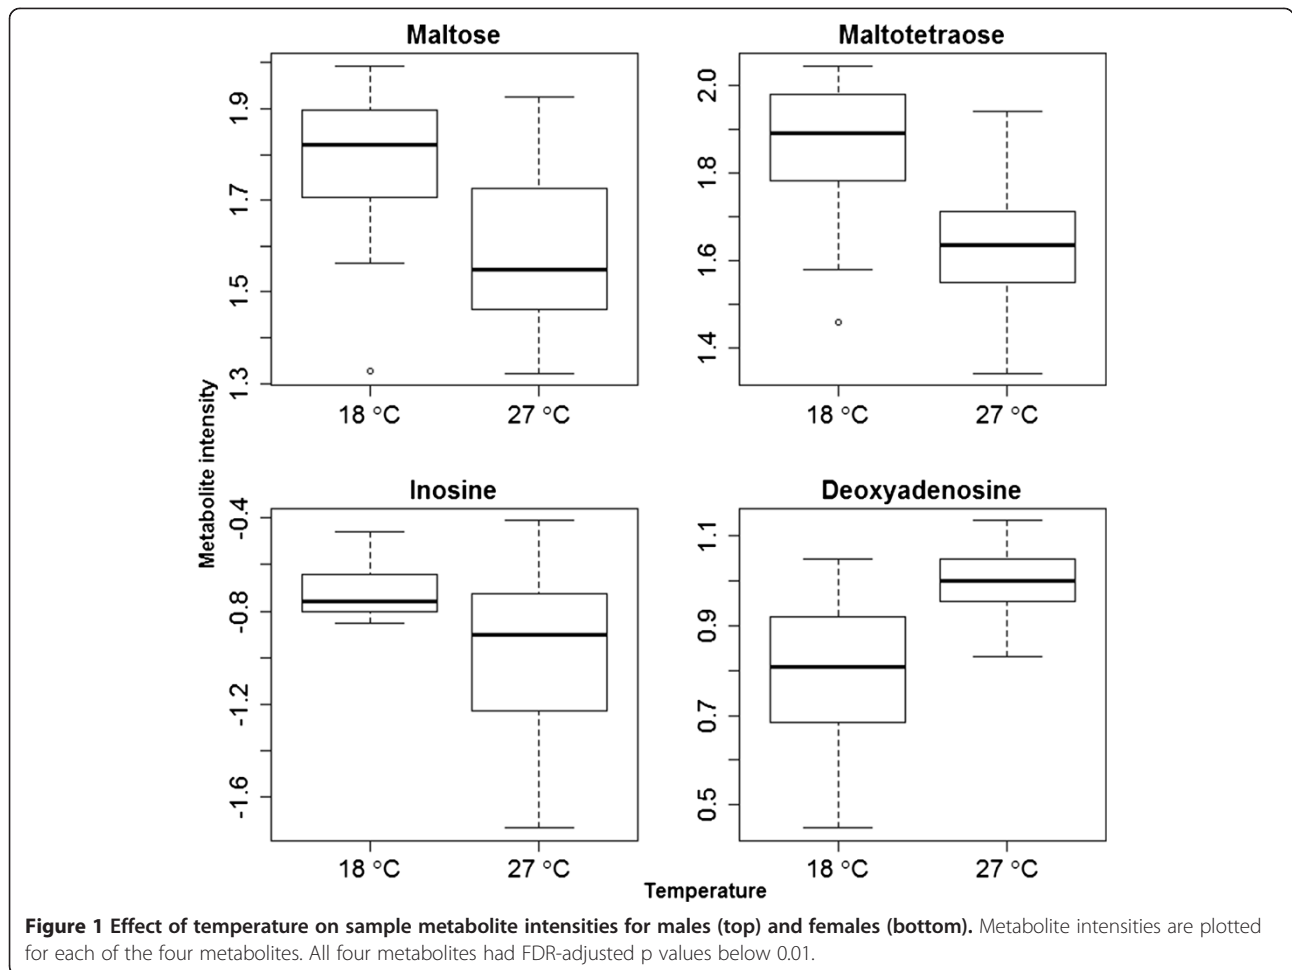 Maltose
Maltotetraose
1.9
1.7
1.5
1.3
18 °C
27 °C
2.0
1.8
1.6
1.4
18 °C
27 °C
Metabolite intensity
Inosine
Deoxyadenosine
-0.4
-0.8
-1.2
-1.6
18 °C
27 °C
1.1
0.9
0.7
0.5
18 °C
27 °C
Temperature
Figure 1 Effect of temperature on sample metabolite intensities for males (top) and females (bottom). Metabolite intensities are plotted
for each of the four metabolites. All four metabolites had FDR-adjusted p values below 0.01.